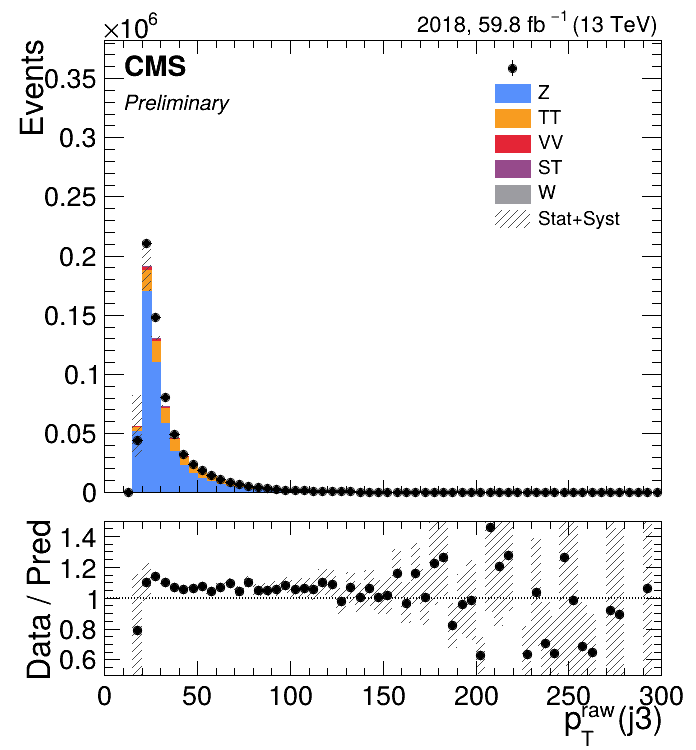 ×10⁶
2018, 59.8 fb⁻¹ (13 TeV)
Events
CMS
Preliminary
Z
TT
VV
ST
W
Stat+Syst
0.35
0.3
0.25
0.2
0.15
0.1
0.05
0
Data / Pred
1.4
1.2
1
0.8
0.6
0 50 100 150 200 250 300
p_T^raw(j3)